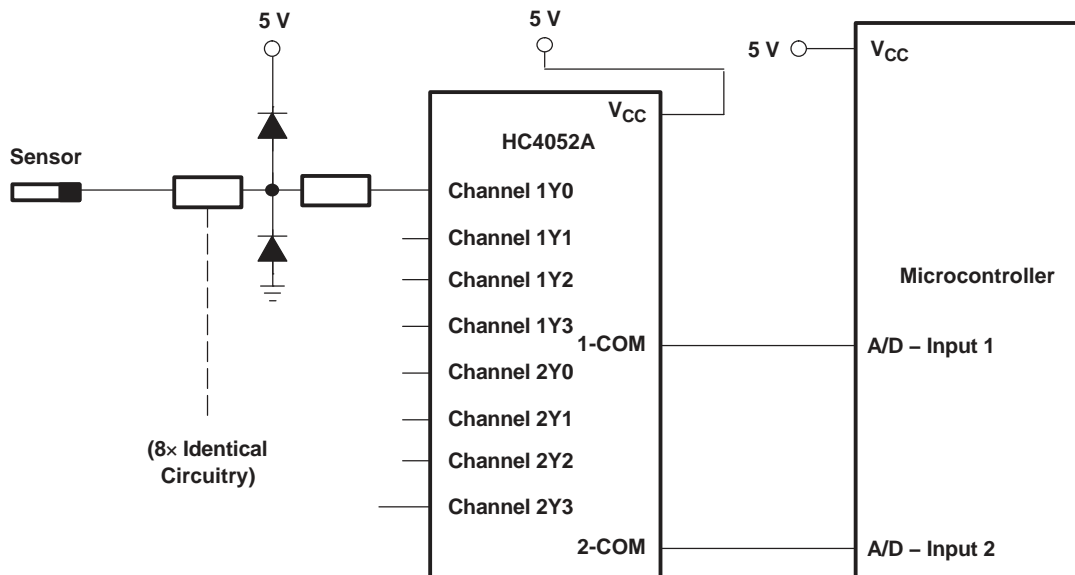 5 V
5 V
5 V
VCC
VCC
HC4052A
Sensor
Channel 1Y0
Channel 1Y1
Channel 1Y2
Channel 1Y3
Channel 2Y0
Channel 2Y1
Channel 2Y2
Channel 2Y3
1-COM
2-COM
(8× Identical
Circuitry)
Microcontroller
A/D – Input 1
A/D – Input 2